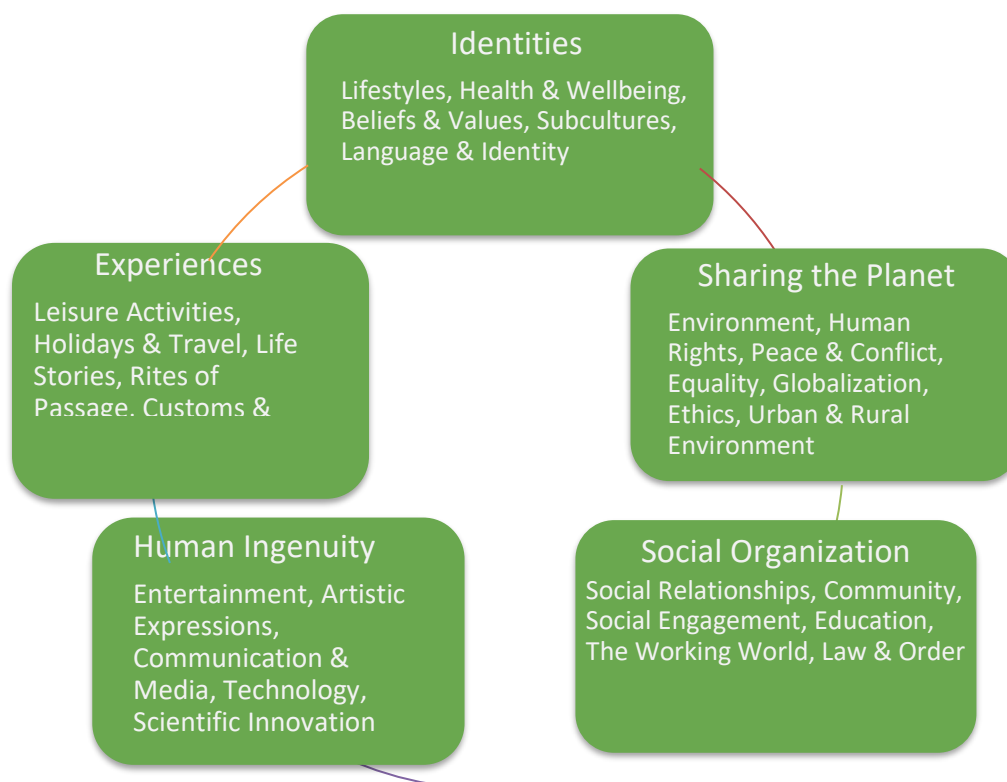 Identities
Lifestyles, Health & Wellbeing,
Beliefs & Values, Subcultures,
Language & Identity
Experiences
Leisure Activities,
Holidays & Travel, Life
Stories, Rites of
Passage, Customs &
Sharing the Planet
Environment, Human
Rights, Peace & Conflict,
Equality, Globalization,
Ethics, Urban & Rural
Environment
Human Ingenuity
Entertainment, Artistic
Expressions,
Communication &
Media, Technology,
Scientific Innovation
Social Organization
Social Relationships, Community,
Social Engagement, Education,
The Working World, Law & Order